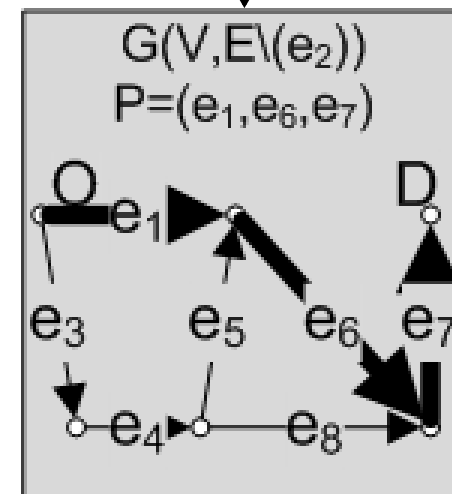 G(V,E\(e₂))
P=(e₁,e₆,e₇)
O D
e₁
e₃ e₅ e₆ e₇
e₄ e₈